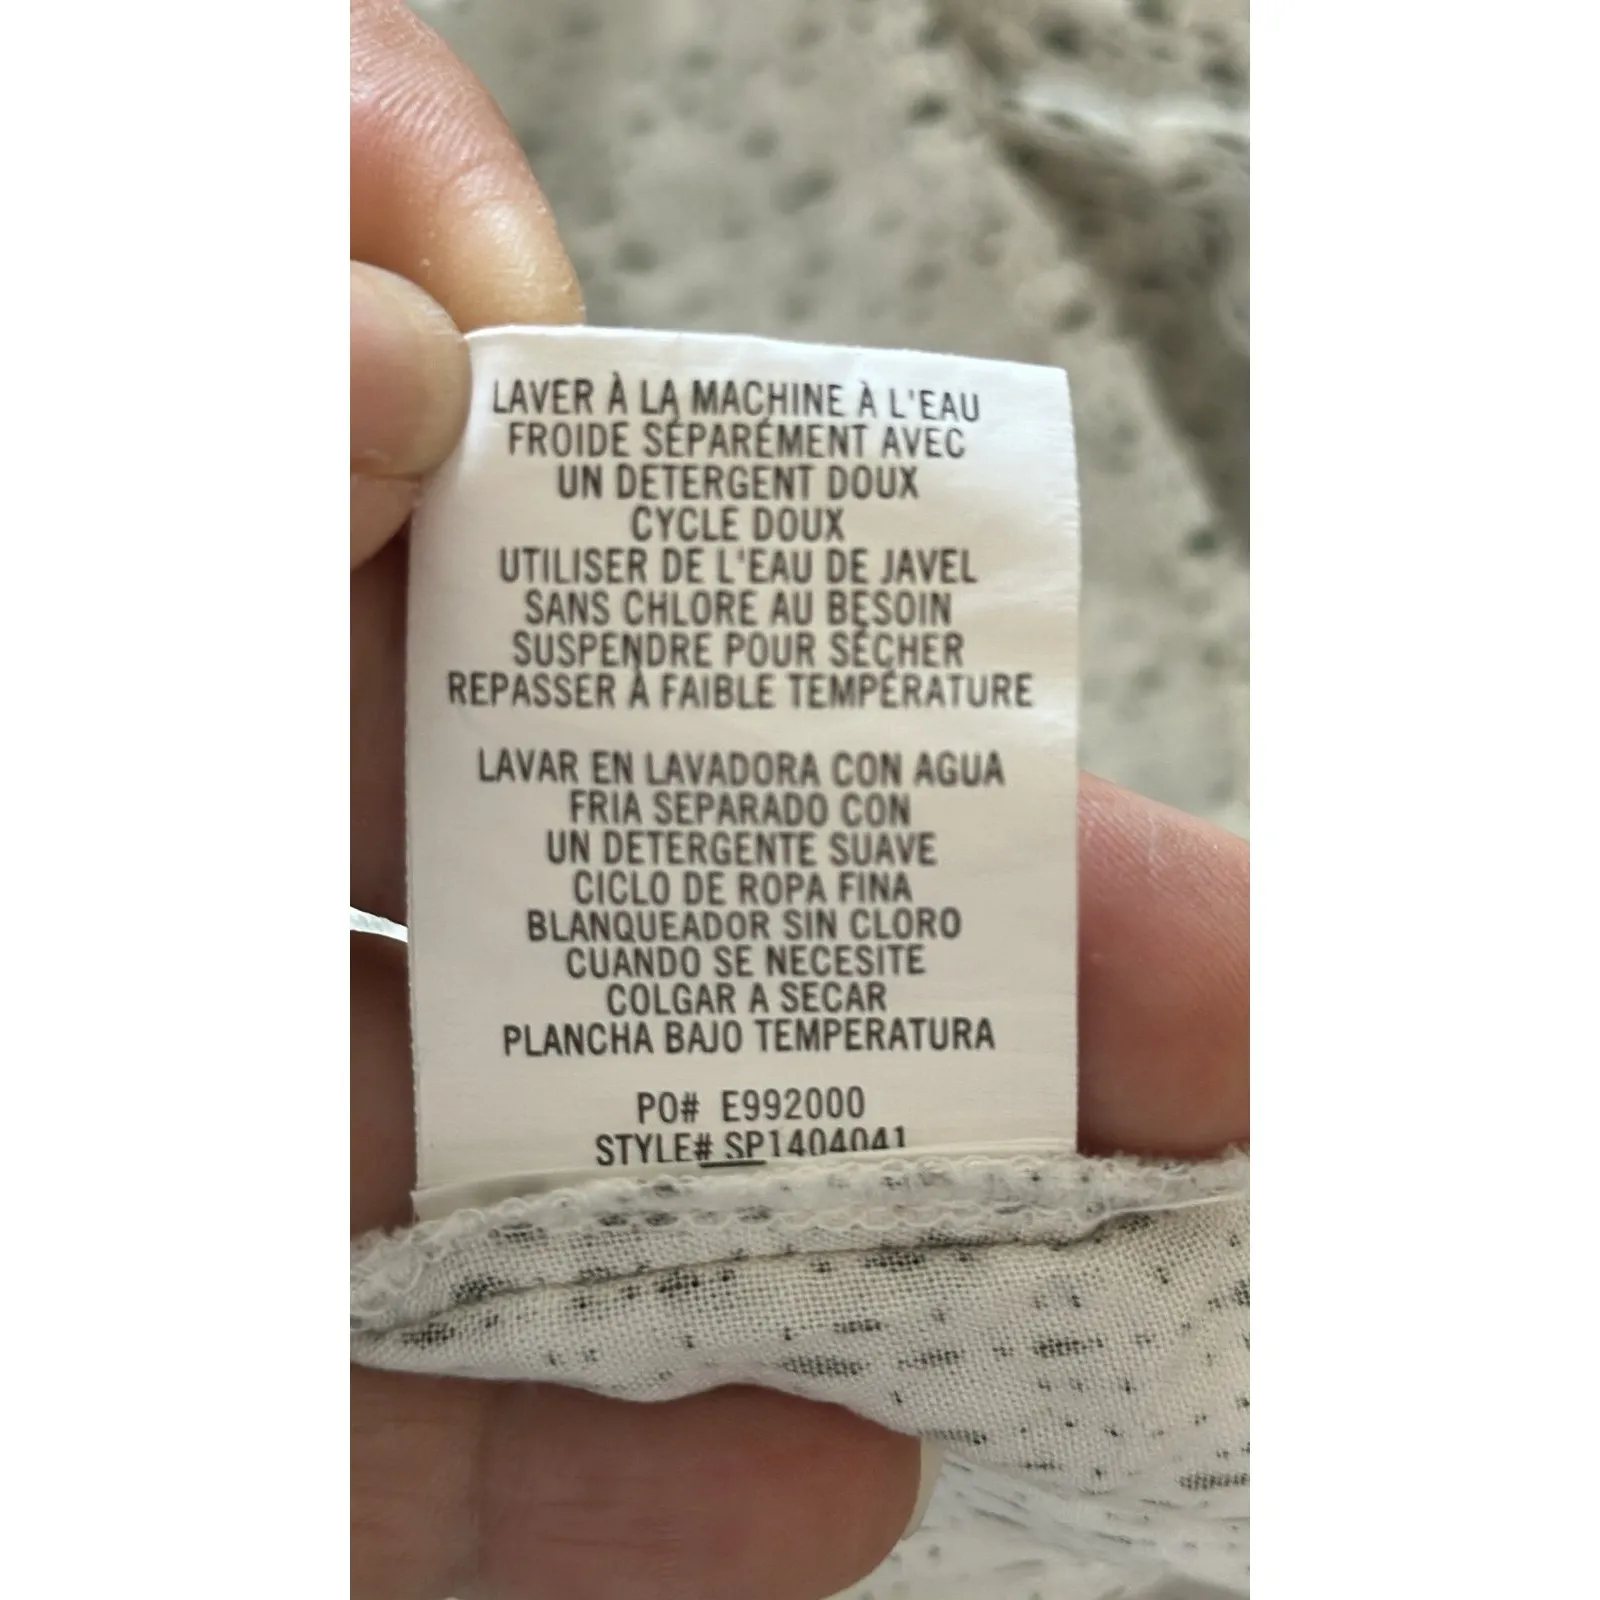 LAVER À LA MACHINE À L'EAU
FROIDE SÉPARÉMENT AVEC
UN DETERGENT DOUX
CYCLE DOUX
UTILISER DE L'EAU DE JAVEL
SANS CHLORE AU BESOIN
SUSPENDRE POUR SÉCHER
REPASSER À FAIBLE TEMPÉRATURE
LAVAR EN LAVADORA CON AGUA
FRIA SEPARADO CON
UN DETERGENTE SUAVE
CICLO DE ROPA FINA
BLANQUEADOR SIN CLORO
CUANDO SE NECESITE
COLGAR A SECAR
PLANCHA BAJO TEMPERATURA
PO# E992000
STYLE# SP1404041